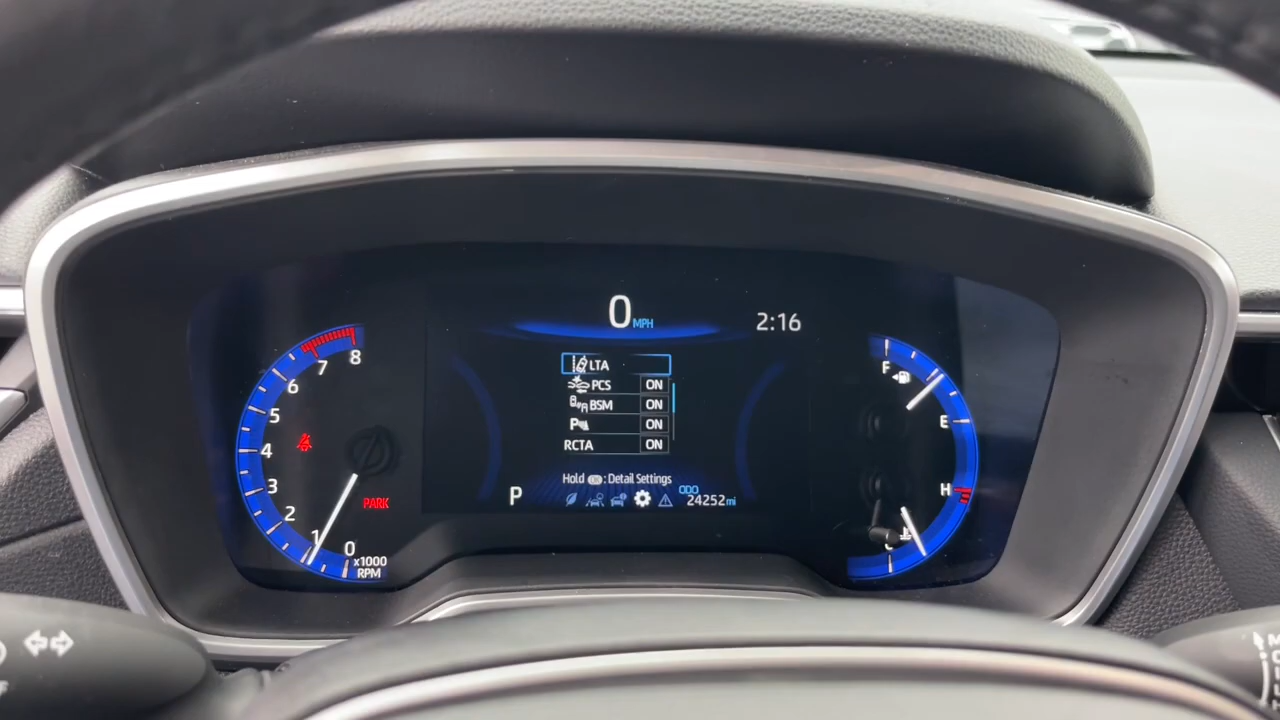 0 MPH
2:16
8
7
6
5
4
3
2
1
0
x1000
RPM
PARK
LTA
PCS ON
BSM ON
P ON
RCTA ON
Hold OK : Detail Settings
P
ODO
24252 mi
F
E
H